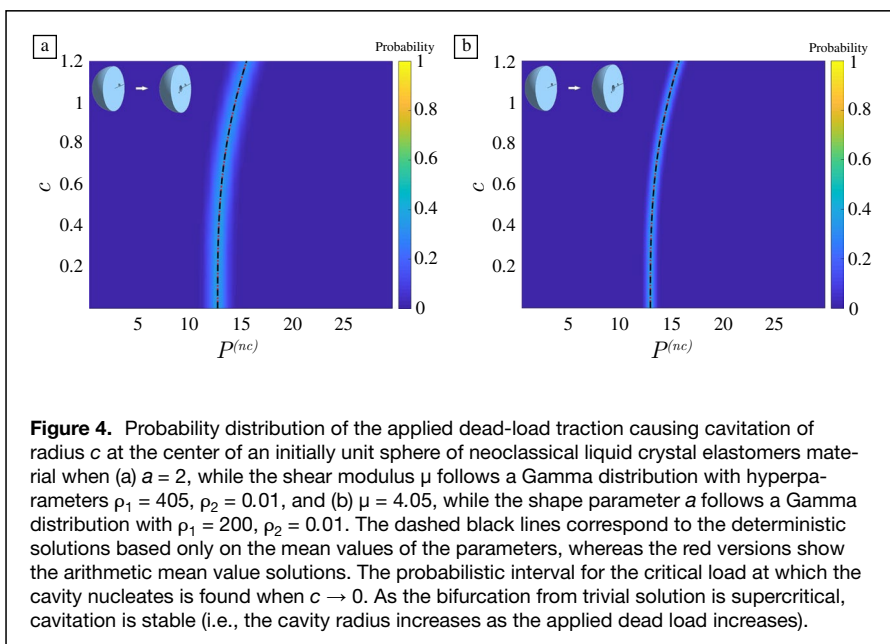 a
Probability
1.2
1
0.8
0.6
0.4
0.2
c
5 10 15 20 25
P(nc)
1
0.8
0.6
0.4
0.2
0
b
Probability
1.2
1
0.8
0.6
0.4
0.2
c
5 10 15 20 25
P(nc)
1
0.8
0.6
0.4
0.2
0
Figure 4. Probability distribution of the applied dead-load traction causing cavitation of
radius c at the center of an initially unit sphere of neoclassical liquid crystal elastomers mate-
rial when (a) a = 2, while the shear modulus μ follows a Gamma distribution with hyperpa-
rameters ρ₁ = 405, ρ₂ = 0.01, and (b) μ = 4.05, while the shape parameter a follows a Gamma
distribution with ρ₁ = 200, ρ₂ = 0.01. The dashed black lines correspond to the deterministic
solutions based only on the mean values of the parameters, whereas the red versions show
the arithmetic mean value solutions. The probabilistic interval for the critical load at which the
cavity nucleates is found when c → 0. As the bifurcation from trivial solution is supercritical,
cavitation is stable (i.e., the cavity radius increases as the applied dead load increases).